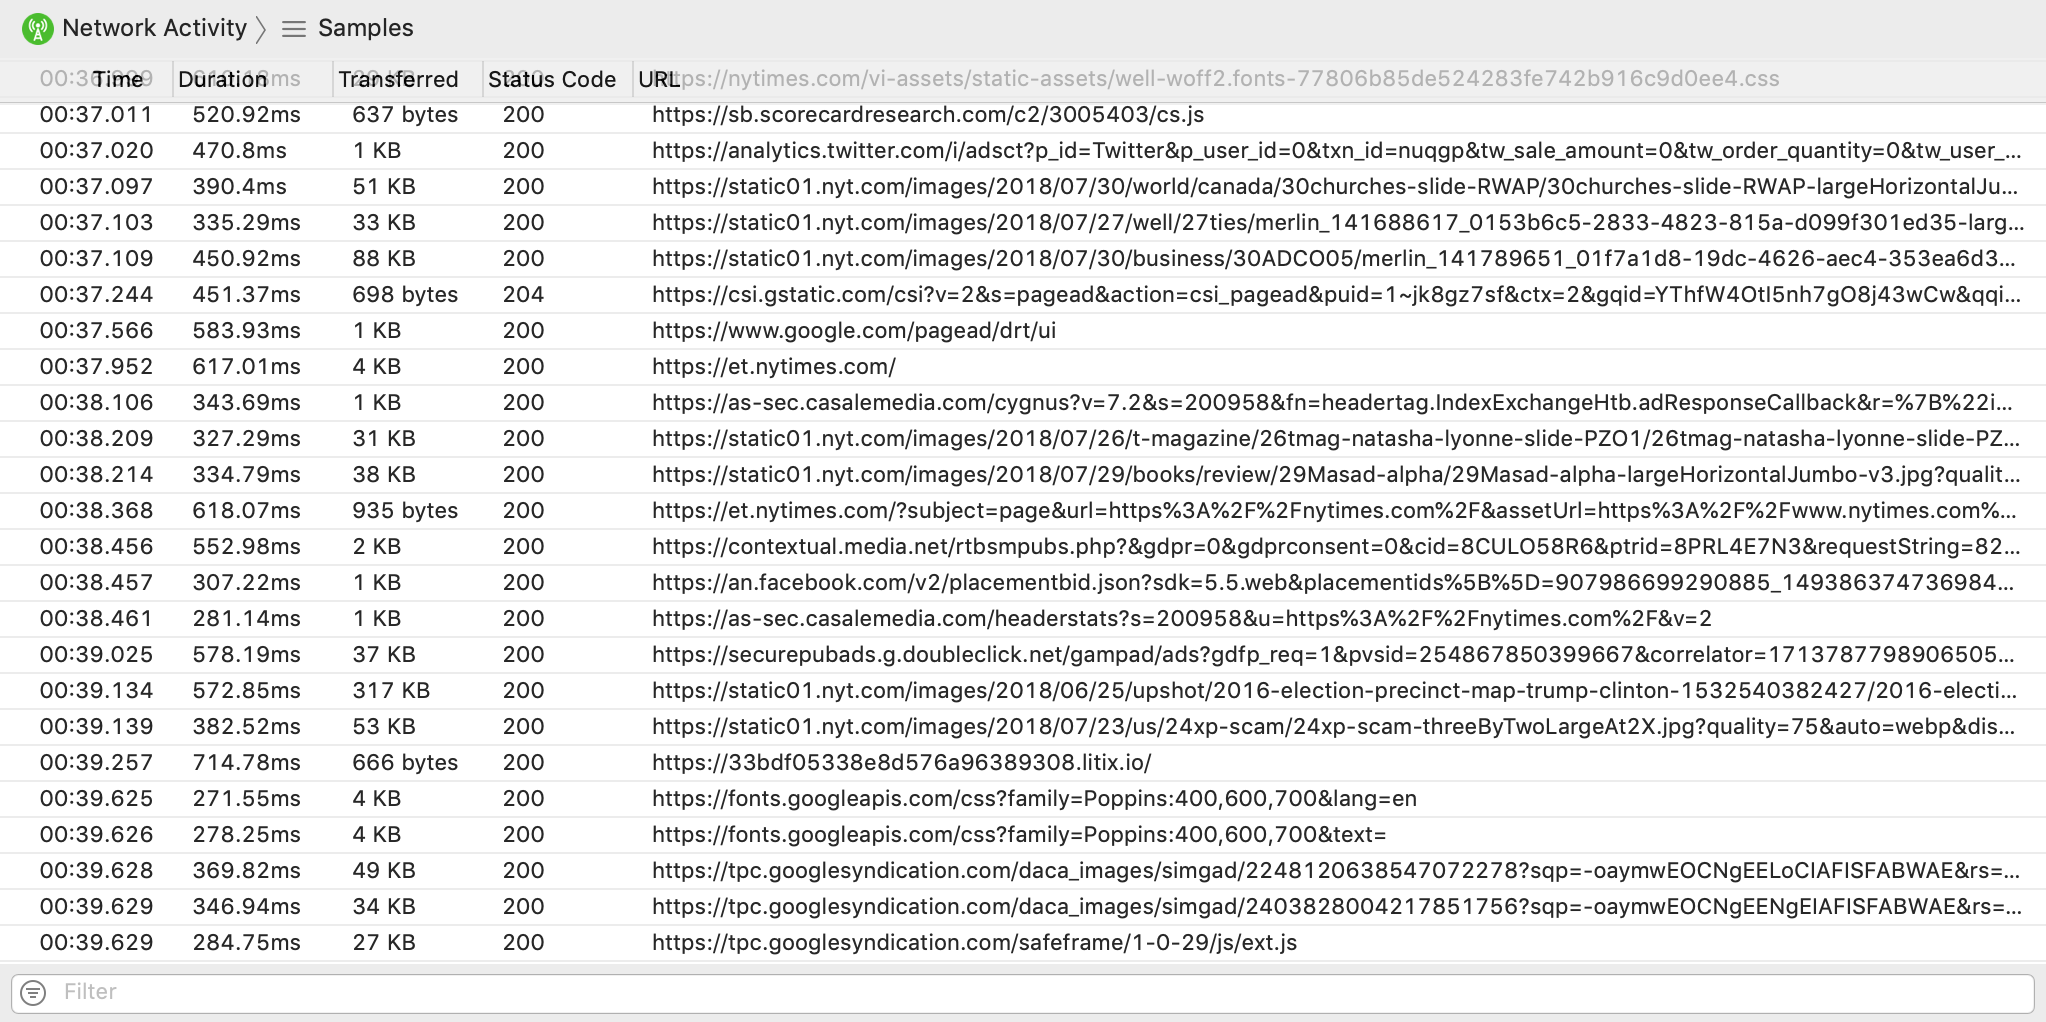 Network Activity Samples
Time Duration Transferred Status Code URL https://nytimes.com/vi-assets/static-assets/well-woff2.fonts-77806b85de524283fe742b916c9d0ee4.css
00:37.011 520.92ms 637 bytes 200 https://sb.scorecardresearch.com/c2/3005403/cs.js
00:37.020 470.8ms 1 KB 200 https://analytics.twitter.com/i/adsct?p_id=Twitter&p_user_id=0&txn_id=nuqgp&tw_sale_amount=0&tw_order_quantity=0&tw_user_...
00:37.097 390.4ms 51 KB 200 https://static01.nyt.com/images/2018/07/30/world/canada/30churches-slide-RWAP/30churches-slide-RWAP-largeHorizontalJu...
00:37.103 335.29ms 33 KB 200 https://static01.nyt.com/images/2018/07/27/well/27ties/merlin_141688617_0153b6c5-2833-4823-815a-d099f301ed35-larg...
00:37.109 450.92ms 88 KB 200 https://static01.nyt.com/images/2018/07/30/business/30ADCO05/merlin_141789651_01f7a1d8-19dc-4626-aec4-353ea6d3...
00:37.244 451.37ms 698 bytes 204 https://csi.gstatic.com/csi?v=2&s=pagead&action=csi_pagead&puid=1~jk8gz7sf&ctx=2&gqid=YThfW4OtI5nh7gO8j43wCw&qqi...
00:37.566 583.93ms 1 KB 200 https://www.google.com/pagead/drt/ui
00:37.952 617.01ms 4 KB 200 https://et.nytimes.com/
00:38.106 343.69ms 1 KB 200 https://as-sec.casalemedia.com/cygnus?v=7.2&s=200958&fn=headertag.IndexExchangeHtb.adResponseCallback&r=%7B%22i...
00:38.209 327.29ms 31 KB 200 https://static01.nyt.com/images/2018/07/26/t-magazine/26tmag-natasha-lyonne-slide-PZO1/26tmag-natasha-lyonne-slide-PZ...
00:38.214 334.79ms 38 KB 200 https://static01.nyt.com/images/2018/07/29/books/review/29Masad-alpha/29Masad-alpha-largeHorizontalJumbo-v3.jpg?qualit...
00:38.368 618.07ms 935 bytes 200 https://et.nytimes.com/?subject=page&url=https%3A%2F%2Fnytimes.com%2F&assetUrl=https%3A%2F%2Fwww.nytimes.com%...
00:38.456 552.98ms 2 KB 200 https://contextual.media.net/rtbsmpubs.php?&gdpr=0&gdprconsent=0&cid=8CULO58R6&ptrid=8PRL4E7N3&requestString=82...
00:38.457 307.22ms 1 KB 200 https://an.facebook.com/v2/placementbid.json?sdk=5.5.web&placementids%5B%5D=907986699290885_149386374736984...
00:38.461 281.14ms 1 KB 200 https://as-sec.casalemedia.com/headerstats?s=200958&u=https%3A%2F%2Fnytimes.com%2F&v=2
00:39.025 578.19ms 37 KB 200 https://securepubads.g.doubleclick.net/gampad/ads?gdfp_req=1&pvsid=254867850399667&correlator=1713787798906505...
00:39.134 572.85ms 317 KB 200 https://static01.nyt.com/images/2018/06/25/upshot/2016-election-precinct-map-trump-clinton-1532540382427/2016-electi...
00:39.139 382.52ms 53 KB 200 https://static01.nyt.com/images/2018/07/23/us/24xp-scam/24xp-scam-threeByTwoLargeAt2X.jpg?quality=75&auto=webp&dis...
00:39.257 714.78ms 666 bytes 200 https://33bdf05338e8d576a96389308.litix.io/
00:39.625 271.55ms 4 KB 200 https://fonts.googleapis.com/css?family=Poppins:400,600,700&lang=en
00:39.626 278.25ms 4 KB 200 https://fonts.googleapis.com/css?family=Poppins:400,600,700&text=
00:39.628 369.82ms 49 KB 200 https://tpc.googlesyndication.com/daca_images/simgad/2248120638547072278?sqp=-oaymwEOCNgEELoCIAFISFABWAE&rs=...
00:39.629 346.94ms 34 KB 200 https://tpc.googlesyndication.com/daca_images/simgad/2403828004217851756?sqp=-oaymwEOCNgEENgEIAFISFABWAE&rs=...
00:39.629 284.75ms 27 KB 200 https://tpc.googlesyndication.com/safeframe/1-0-29/js/ext.js
Filter